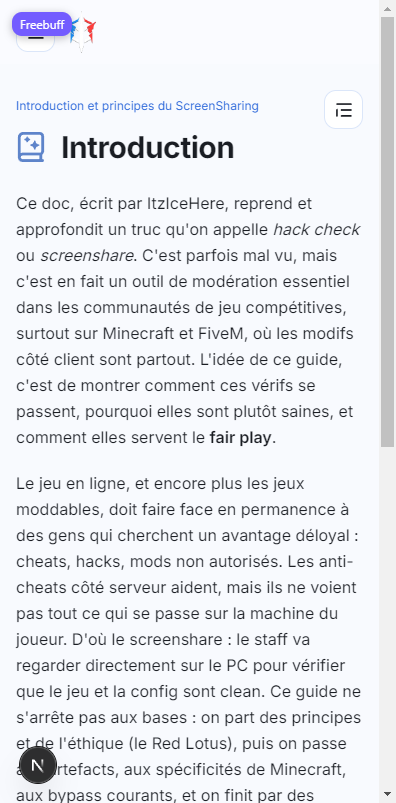 Freebuff
Introduction et principes du ScreenSharing
Introduction
Ce doc, écrit par ItzIceHere, reprend et
approfondit un truc qu'on appelle hack check
ou screenshare. C'est parfois mal vu, mais
c'est en fait un outil de modération essentiel
dans les communautés de jeu compétitives,
surtout sur Minecraft et FiveM, où les modifs
côté client sont partout. L'idée de ce guide,
c'est de montrer comment ces vérifs se
passent, pourquoi elles sont plutôt saines, et
comment elles servent le fair play.
Le jeu en ligne, et encore plus les jeux
moddables, doit faire face en permanence à
des gens qui cherchent un avantage déloyal :
cheats, hacks, mods non autorisés. Les anti-
cheats côté serveur aident, mais ils ne voient
pas tout ce qui se passe sur la machine du
joueur. D'où le screenshare : le staff va
regarder directement sur le PC pour vérifier
que le jeu et la config sont clean. Ce guide ne
s'arrête pas aux bases : on part des principes
et de l'éthique (le Red Lotus), puis on passe
aux spécificités de Minecraft,
aux bypass courants, et on finit par des